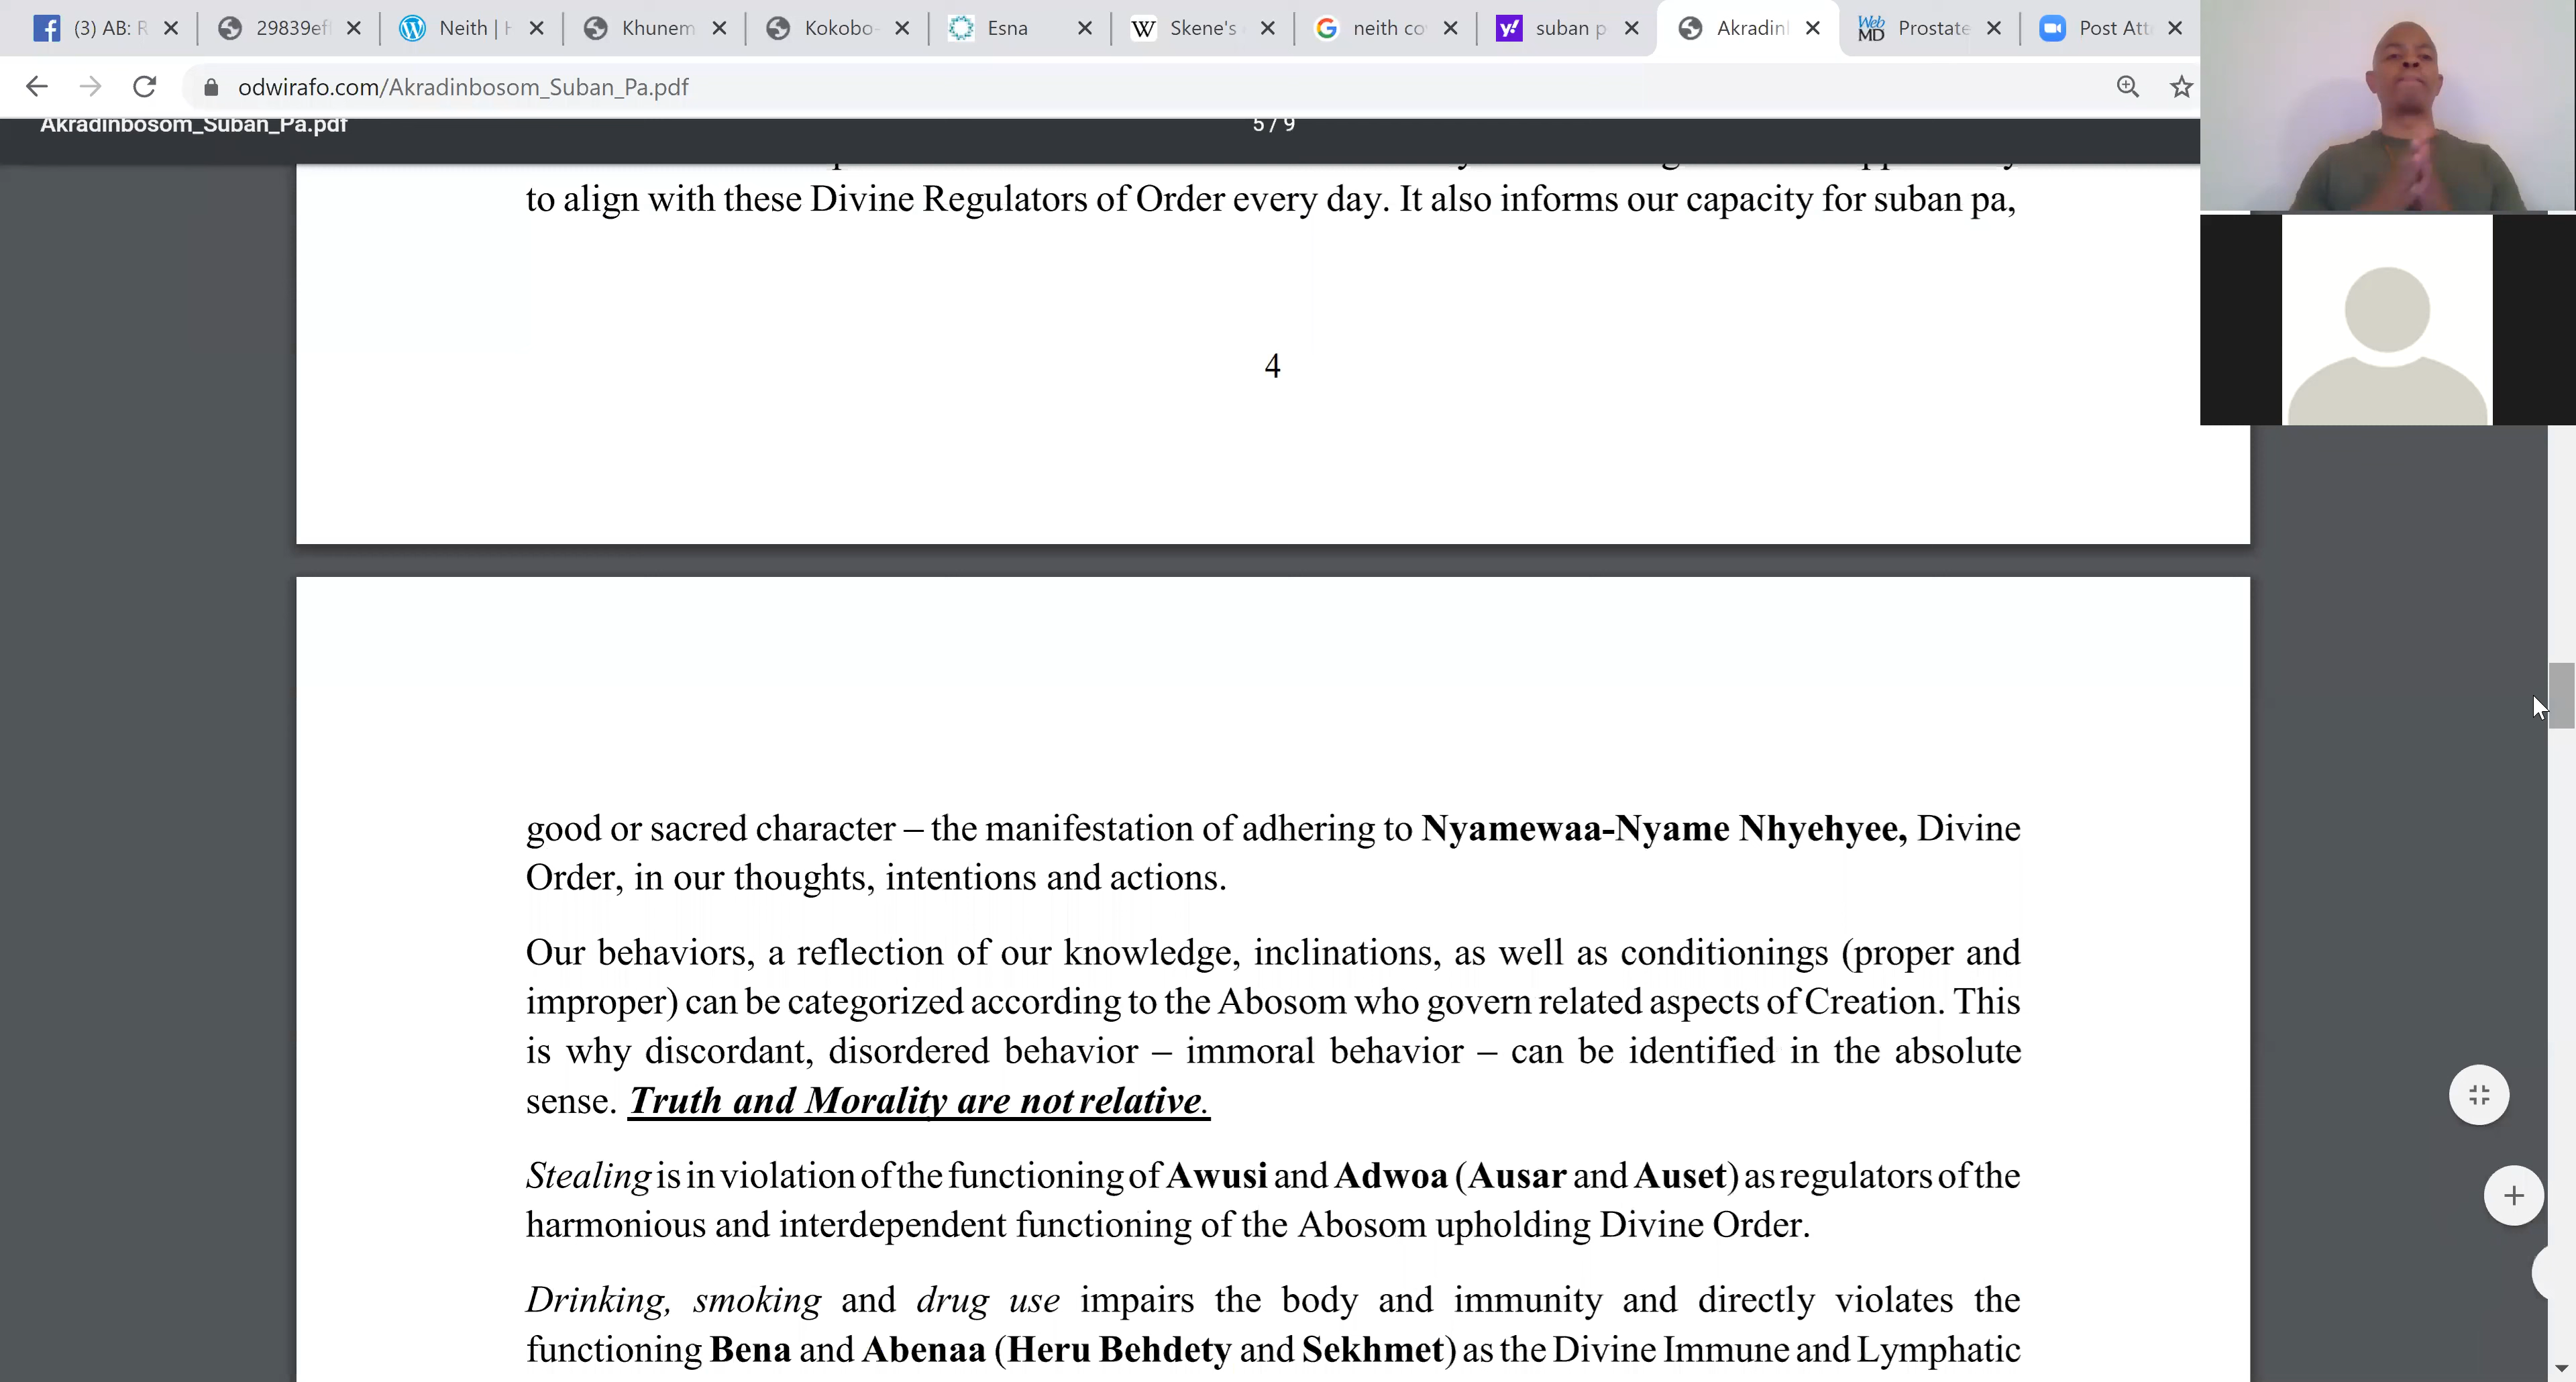 (3) AB: R
29839ef
Neith | H
Khunem
Kokobo-
Esna
Skene's
neith co
suban p
Akradin
Web
MD
Prostate
Post Att
odwirafo.com/Akradinbosom_Suban_Pa.pdf
Akradinbosom_Suban_Pa.pdf
5 / 9
to align with these Divine Regulators of Order every day. It also informs our capacity for suban pa,
4
good or sacred character – the manifestation of adhering to Nyamewaa-Nyame Nhyehyee, Divine
Order, in our thoughts, intentions and actions.
Our behaviors, a reflection of our knowledge, inclinations, as well as conditionings (proper and
improper) can be categorized according to the Abosom who govern related aspects of Creation. This
is why discordant, disordered behavior – immoral behavior – can be identified in the absolute
sense. Truth and Morality are not relative.
Stealing is in violation of the functioning of Awusi and Adwoa (Ausar and Auset) as regulators of the
harmonious and interdependent functioning of the Abosom upholding Divine Order.
Drinking, smoking and drug use impairs the body and immunity and directly violates the
functioning Bena and Abenaa (Heru Behdety and Sekhmet) as the Divine Immune and Lymphatic